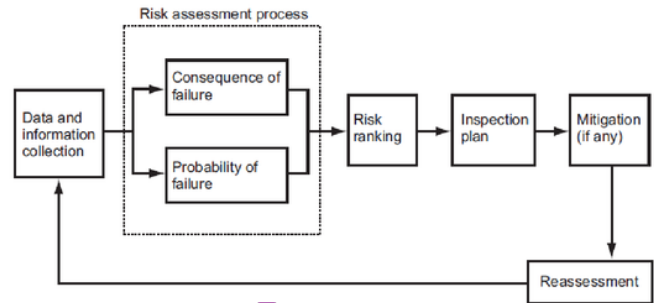 Risk assessment process
Data and
information
collection
Consequence of
failure
Probability of
failure
Risk
ranking
Inspection
plan
Mitigation
(if any)
Reassessment